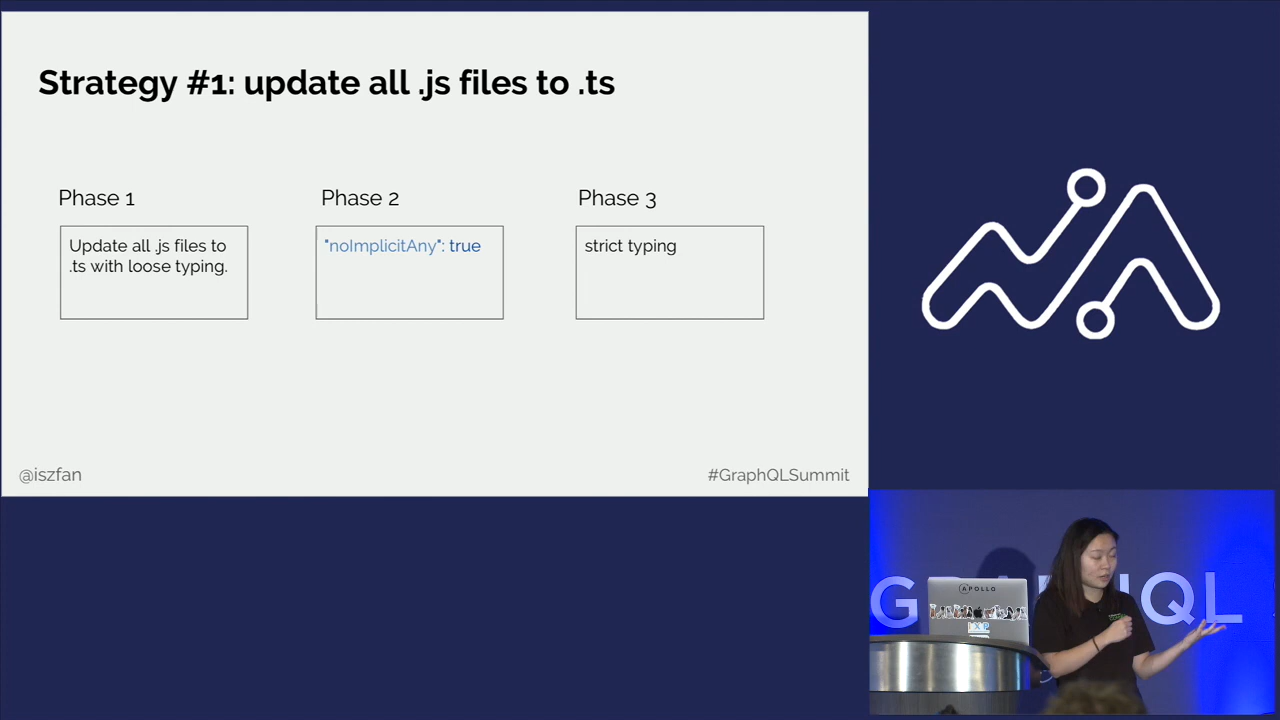 Strategy #1: update all .js files to .ts
Phase 1
Update all .js files to
.ts with loose typing.
Phase 2
"noImplicitAny": true
Phase 3
strict typing
@iszfan
#GraphQLSummit
APOLLO